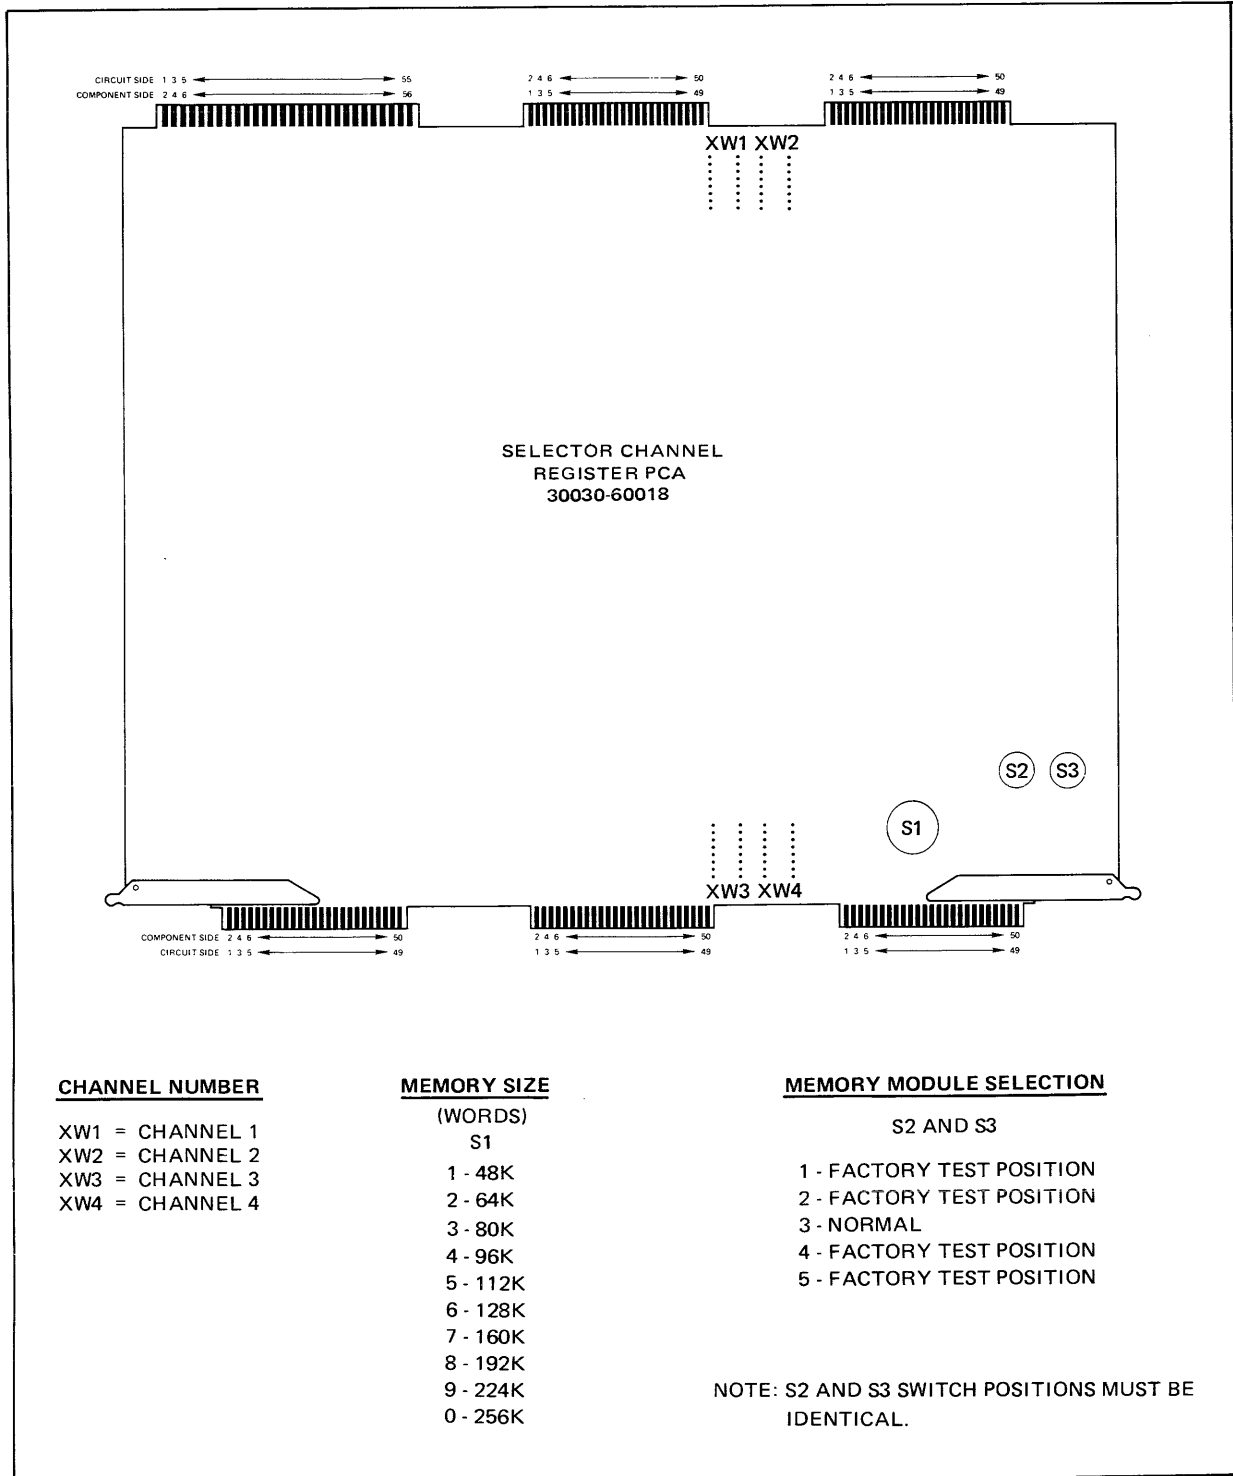 CIRCUIT SIDE 1 3 5 55
COMPONENT SIDE 2 4 6 56
2 4 6 50
1 3 5 49
2 4 6 50
1 3 5 49
XW1 XW2
SELECTOR CHANNEL
REGISTER PCA
30030-60018
S2 S3
S1
XW3 XW4
COMPONENT SIDE 2 4 6 50
CIRCUIT SIDE 1 3 5 49
2 4 6 50
1 3 5 49
2 4 6 50
1 3 5 49
CHANNEL NUMBER
XW1 = CHANNEL 1
XW2 = CHANNEL 2
XW3 = CHANNEL 3
XW4 = CHANNEL 4
MEMORY SIZE
(WORDS)
S1
1 - 48K
2 - 64K
3 - 80K
4 - 96K
5 - 112K
6 - 128K
7 - 160K
8 - 192K
9 - 224K
0 - 256K
MEMORY MODULE SELECTION
S2 AND S3
1 - FACTORY TEST POSITION
2 - FACTORY TEST POSITION
3 - NORMAL
4 - FACTORY TEST POSITION
5 - FACTORY TEST POSITION
NOTE: S2 AND S3 SWITCH POSITIONS MUST BE
IDENTICAL.